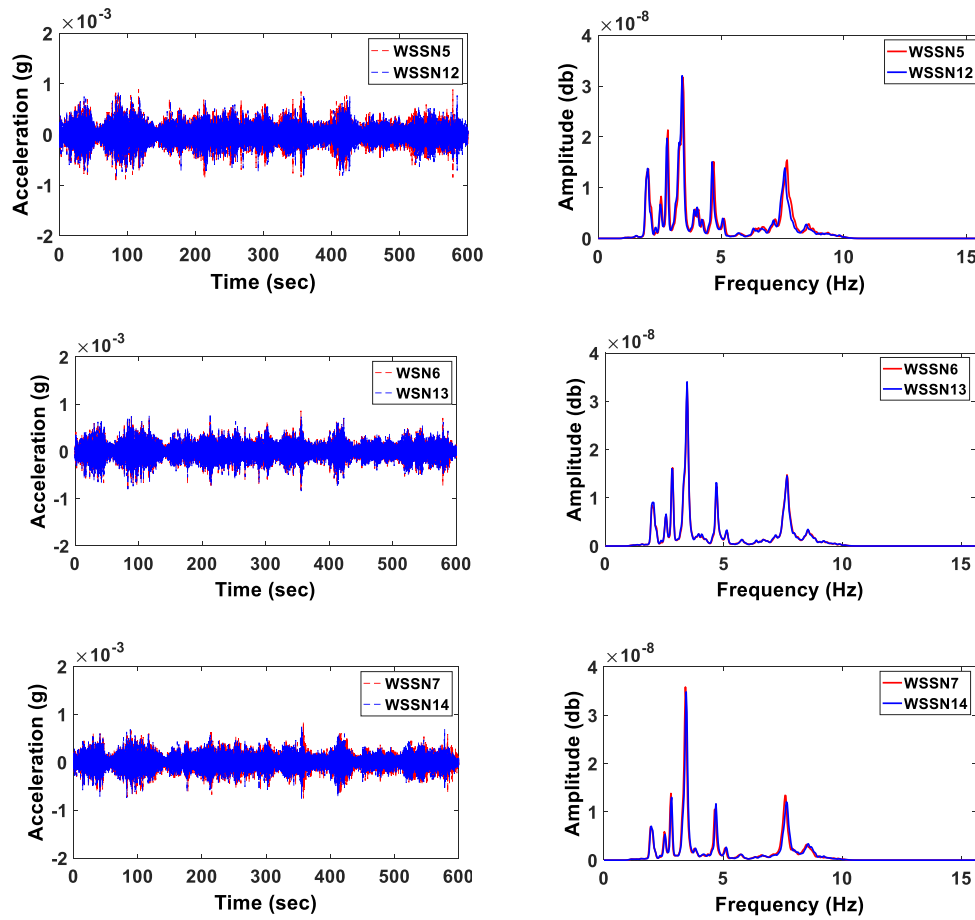 ×10⁻³
2
1
0
-1
-2
Acceleration (g)
WSSN5
WSSN12
0 100 200 300 400 500 600
Time (sec)
×10⁻⁸
4
3
2
1
0
Amplitude (db)
WSSN5
WSSN12
0 5 10 15
Frequency (Hz)
×10⁻³
2
1
0
-1
-2
Acceleration (g)
WSN6
WSN13
0 100 200 300 400 500 600
Time (sec)
×10⁻⁸
4
3
2
1
0
Amplitude (db)
WSSN6
WSSN13
0 5 10 15
Frequency (Hz)
×10⁻³
2
1
0
-1
-2
Acceleration (g)
WSSN7
WSSN14
0 100 200 300 400 500 600
Time (sec)
×10⁻⁸
4
3
2
1
0
Amplitude (db)
WSSN7
WSSN14
0 5 10 15
Frequency (Hz)